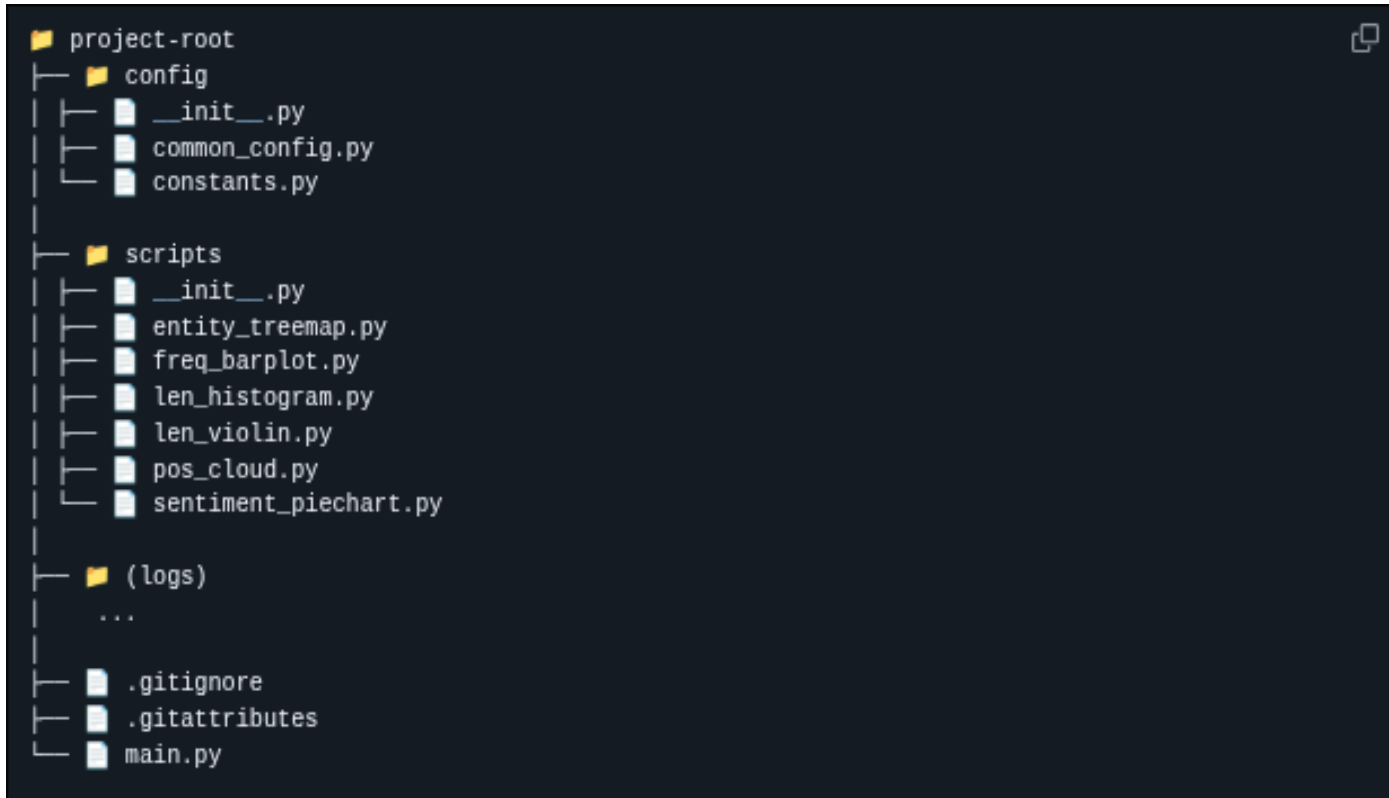 📁 project-root
├── 📁 config
│ ├── 📄 __init__.py
│ ├── 📄 common_config.py
│ └── 📄 constants.py
│
├── 📁 scripts
│ ├── 📄 __init__.py
│ ├── 📄 entity_treemap.py
│ ├── 📄 freq_barplot.py
│ ├── 📄 len_histogram.py
│ ├── 📄 len_violin.py
│ ├── 📄 pos_cloud.py
│ └── 📄 sentiment_piechart.py
│
├── 📁 (logs)
│    ...
│
├── 📄 .gitignore
├── 📄 .gitattributes
└── 📄 main.py